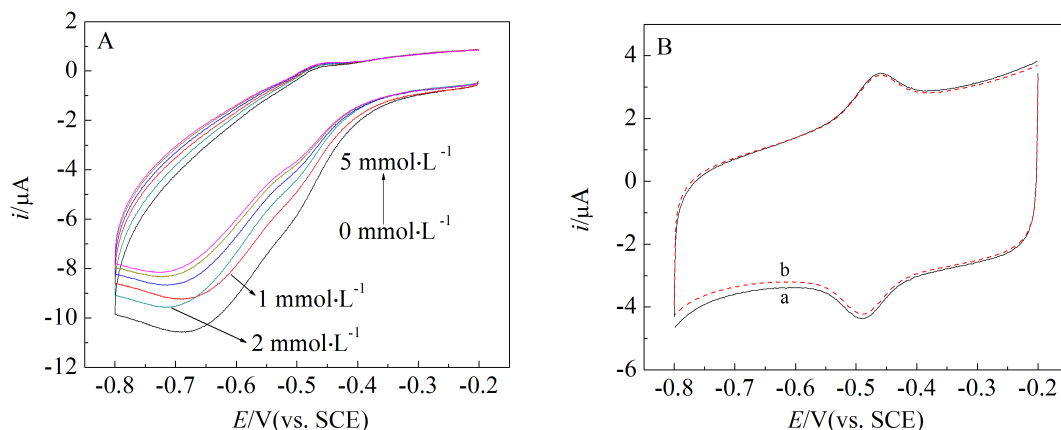 A
2
0
-2
-4
-6
-8
-10
-12
i/μA
5 mmol·L⁻¹
0 mmol·L⁻¹
1 mmol·L⁻¹
2 mmol·L⁻¹
-0.8 -0.7 -0.6 -0.5 -0.4 -0.3 -0.2
E/V(vs. SCE)
B
4
2
0
-2
-4
-6
i/μA
b
a
-0.8 -0.7 -0.6 -0.5 -0.4 -0.3 -0.2
E/V(vs. SCE)